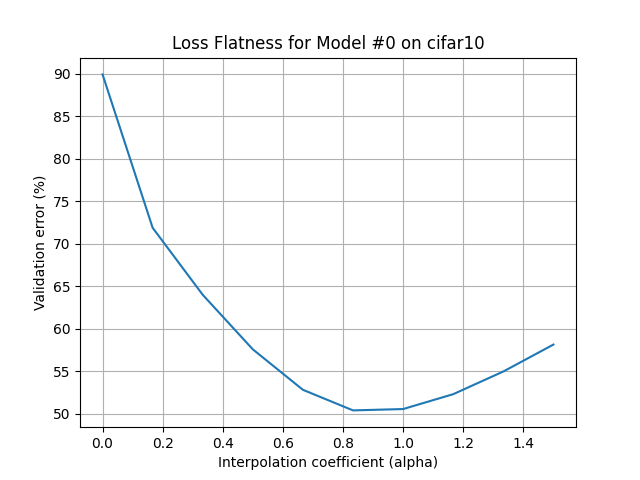 Loss Flatness for Model #0 on cifar10
90
85
80
75
70
65
60
55
50
Validation error (%)
0.0 0.2 0.4 0.6 0.8 1.0 1.2 1.4
Interpolation coefficient (alpha)